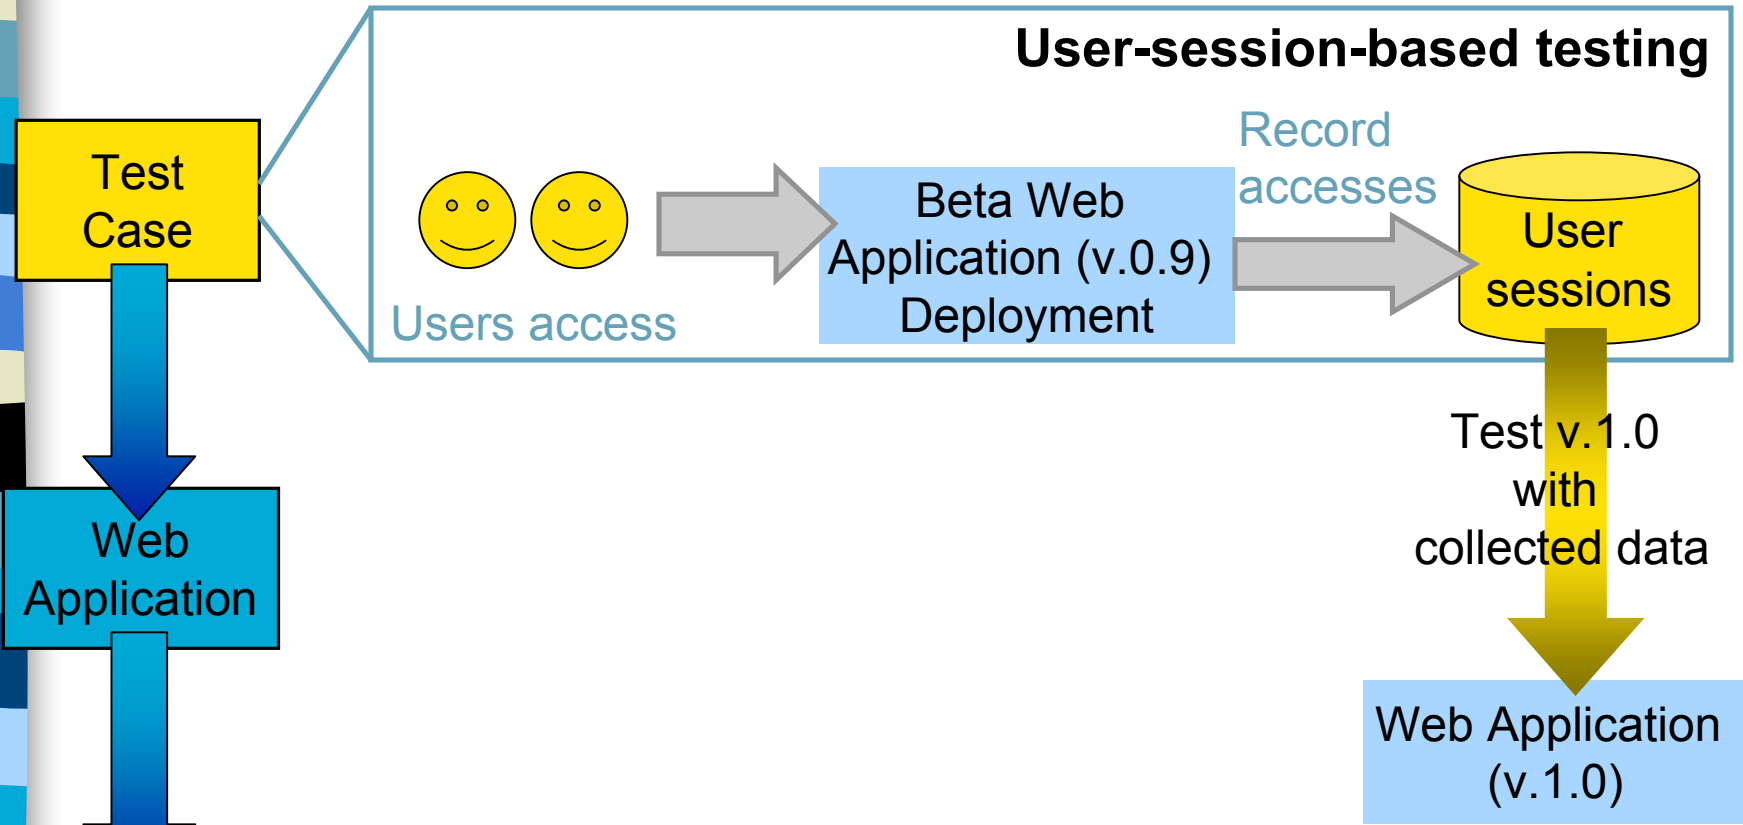 User-session-based testing
Test
Case
Users access
Beta Web
Application (v.0.9)
Deployment
Record
accesses
User
sessions
Test v.1.0
with
collected data
Web
Application
Web Application
(v.1.0)